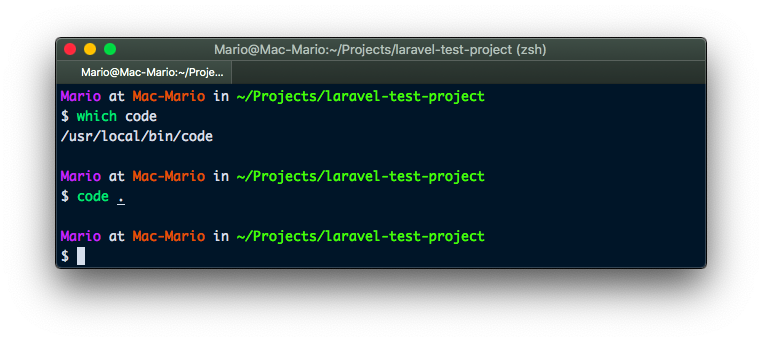 Mario@Mac-Mario:~/Projects/laravel-test-project (zsh)
Mario@Mac-Mario:~/Proje...
Mario at Mac-Mario in ~/Projects/laravel-test-project
$ which code
/usr/local/bin/code
Mario at Mac-Mario in ~/Projects/laravel-test-project
$ code .
Mario at Mac-Mario in ~/Projects/laravel-test-project
$